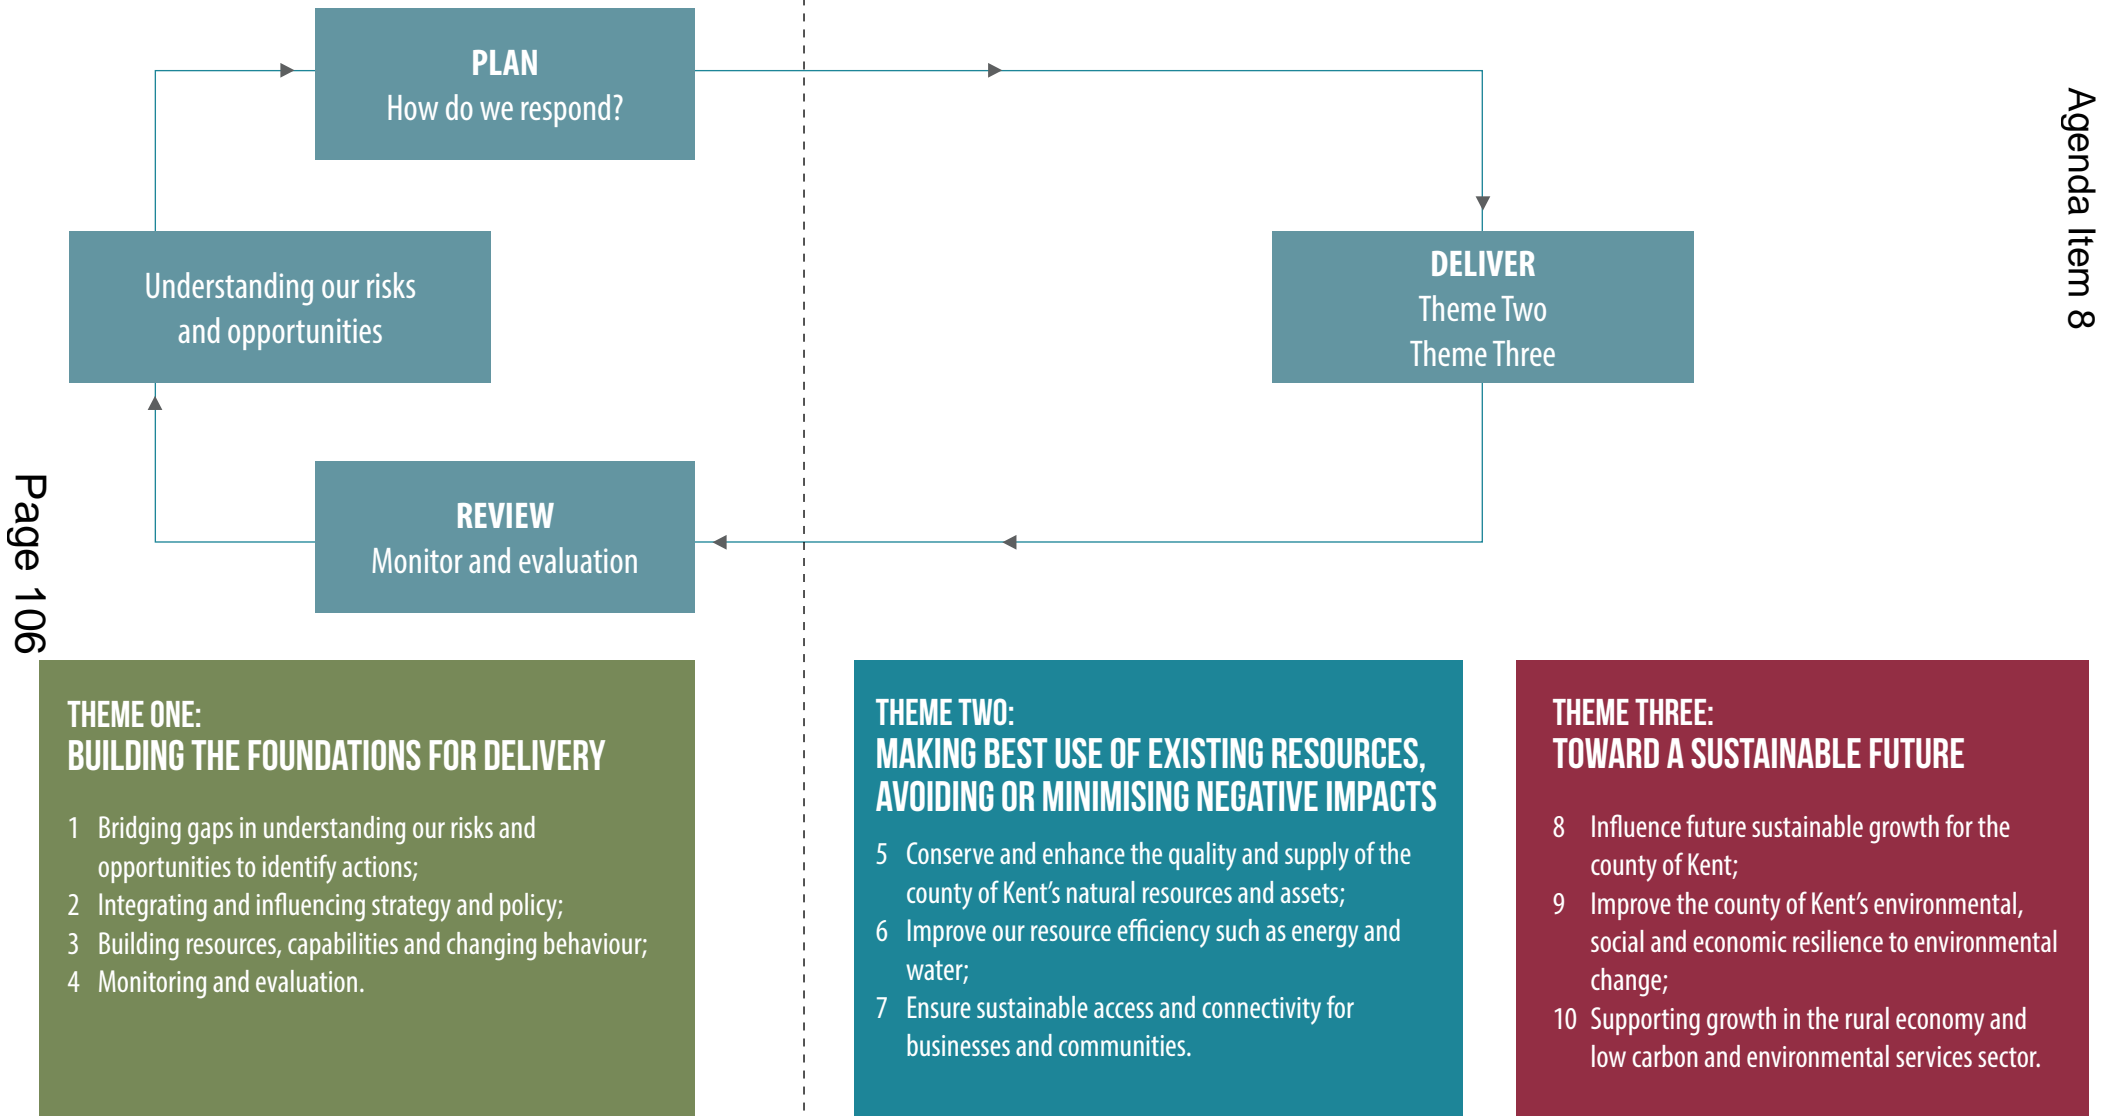 PLAN
How do we respond?
Understanding our risks
and opportunities
DELIVER
Theme Two
Theme Three
REVIEW
Monitor and evaluation
Agenda Item 8
Page 106
THEME ONE:
BUILDING THE FOUNDATIONS FOR DELIVERY
1 Bridging gaps in understanding our risks and
opportunities to identify actions;
2 Integrating and influencing strategy and policy;
3 Building resources, capabilities and changing behaviour;
4 Monitoring and evaluation.
THEME TWO:
MAKING BEST USE OF EXISTING RESOURCES,
AVOIDING OR MINIMISING NEGATIVE IMPACTS
5 Conserve and enhance the quality and supply of the
county of Kent’s natural resources and assets;
6 Improve our resource efficiency such as energy and
water;
7 Ensure sustainable access and connectivity for
businesses and communities.
THEME THREE:
TOWARD A SUSTAINABLE FUTURE
8 Influence future sustainable growth for the
county of Kent;
9 Improve the county of Kent’s environmental,
social and economic resilience to environmental
change;
10 Supporting growth in the rural economy and
low carbon and environmental services sector.